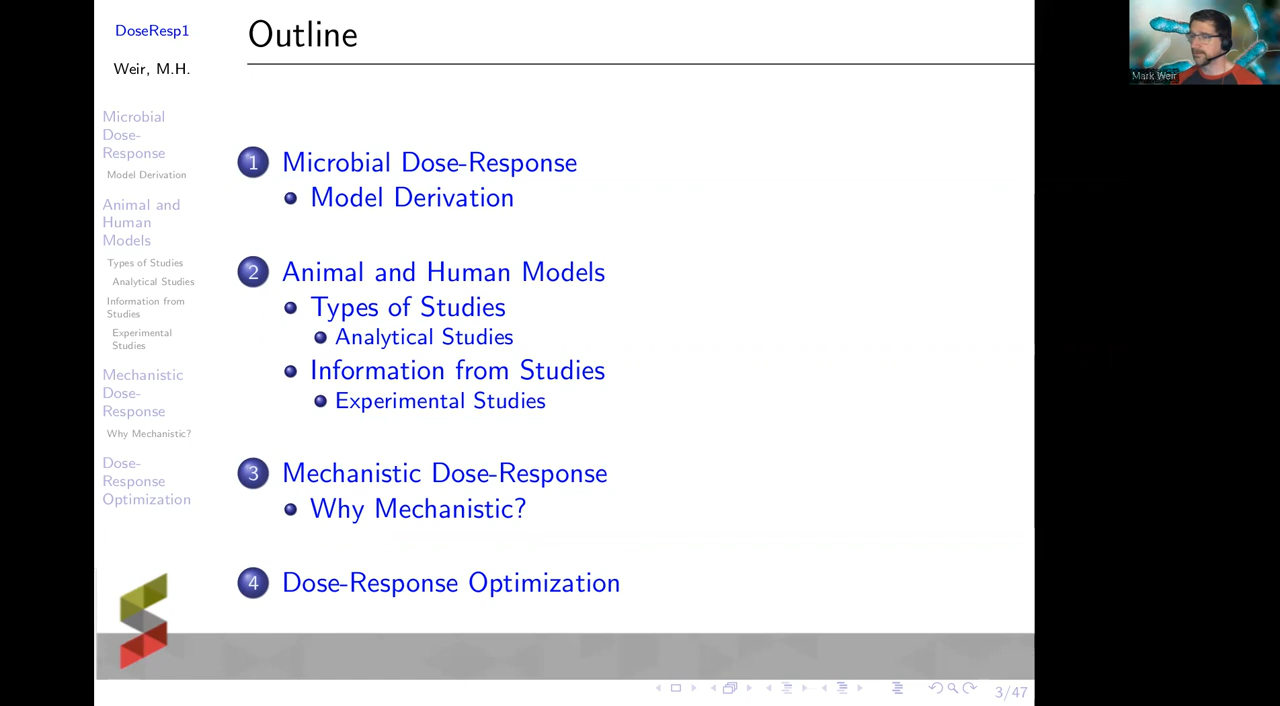 DoseResp1
Weir, M.H.
Microbial
Dose-
Response
Model Derivation
Animal and
Human
Models
Types of Studies
Analytical Studies
Information from
Studies
Experimental
Studies
Mechanistic
Dose-
Response
Why Mechanistic?
Dose-
Response
Optimization
Outline
1 Microbial Dose-Response
Model Derivation
2 Animal and Human Models
Types of Studies
Analytical Studies
Information from Studies
Experimental Studies
3 Mechanistic Dose-Response
Why Mechanistic?
4 Dose-Response Optimization
3/47
Mark Weir